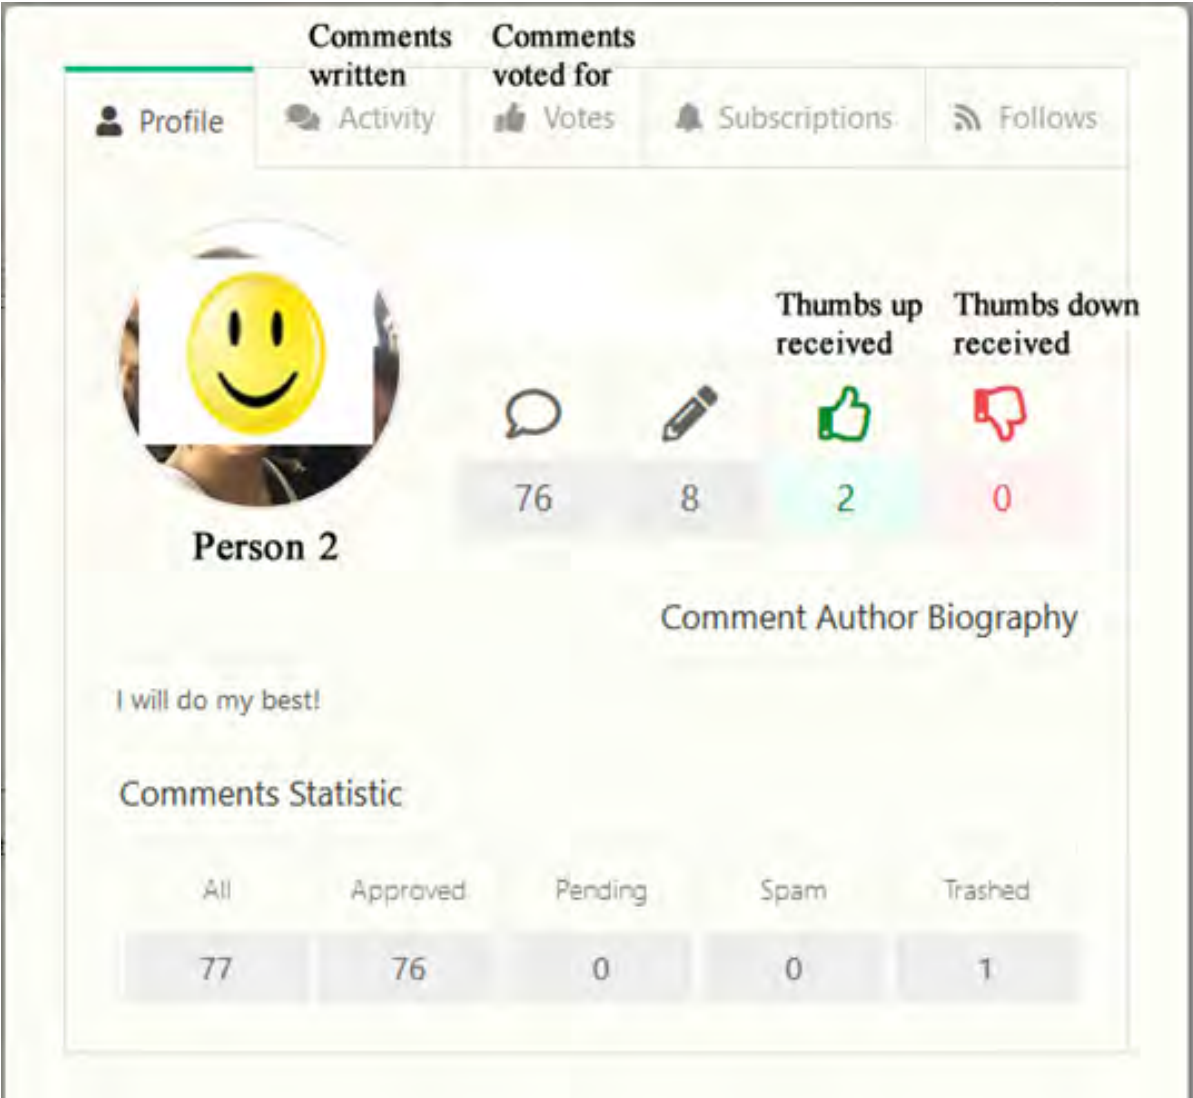 Comments written
Comments voted for
Profile
Activity
Votes
Subscriptions
Follows
Thumbs up received
Thumbs down received
76 8 2 0
Person 2
Comment Author Biography
I will do my best!
Comments Statistic
All Approved Pending Spam Trashed
77 76 0 0 1